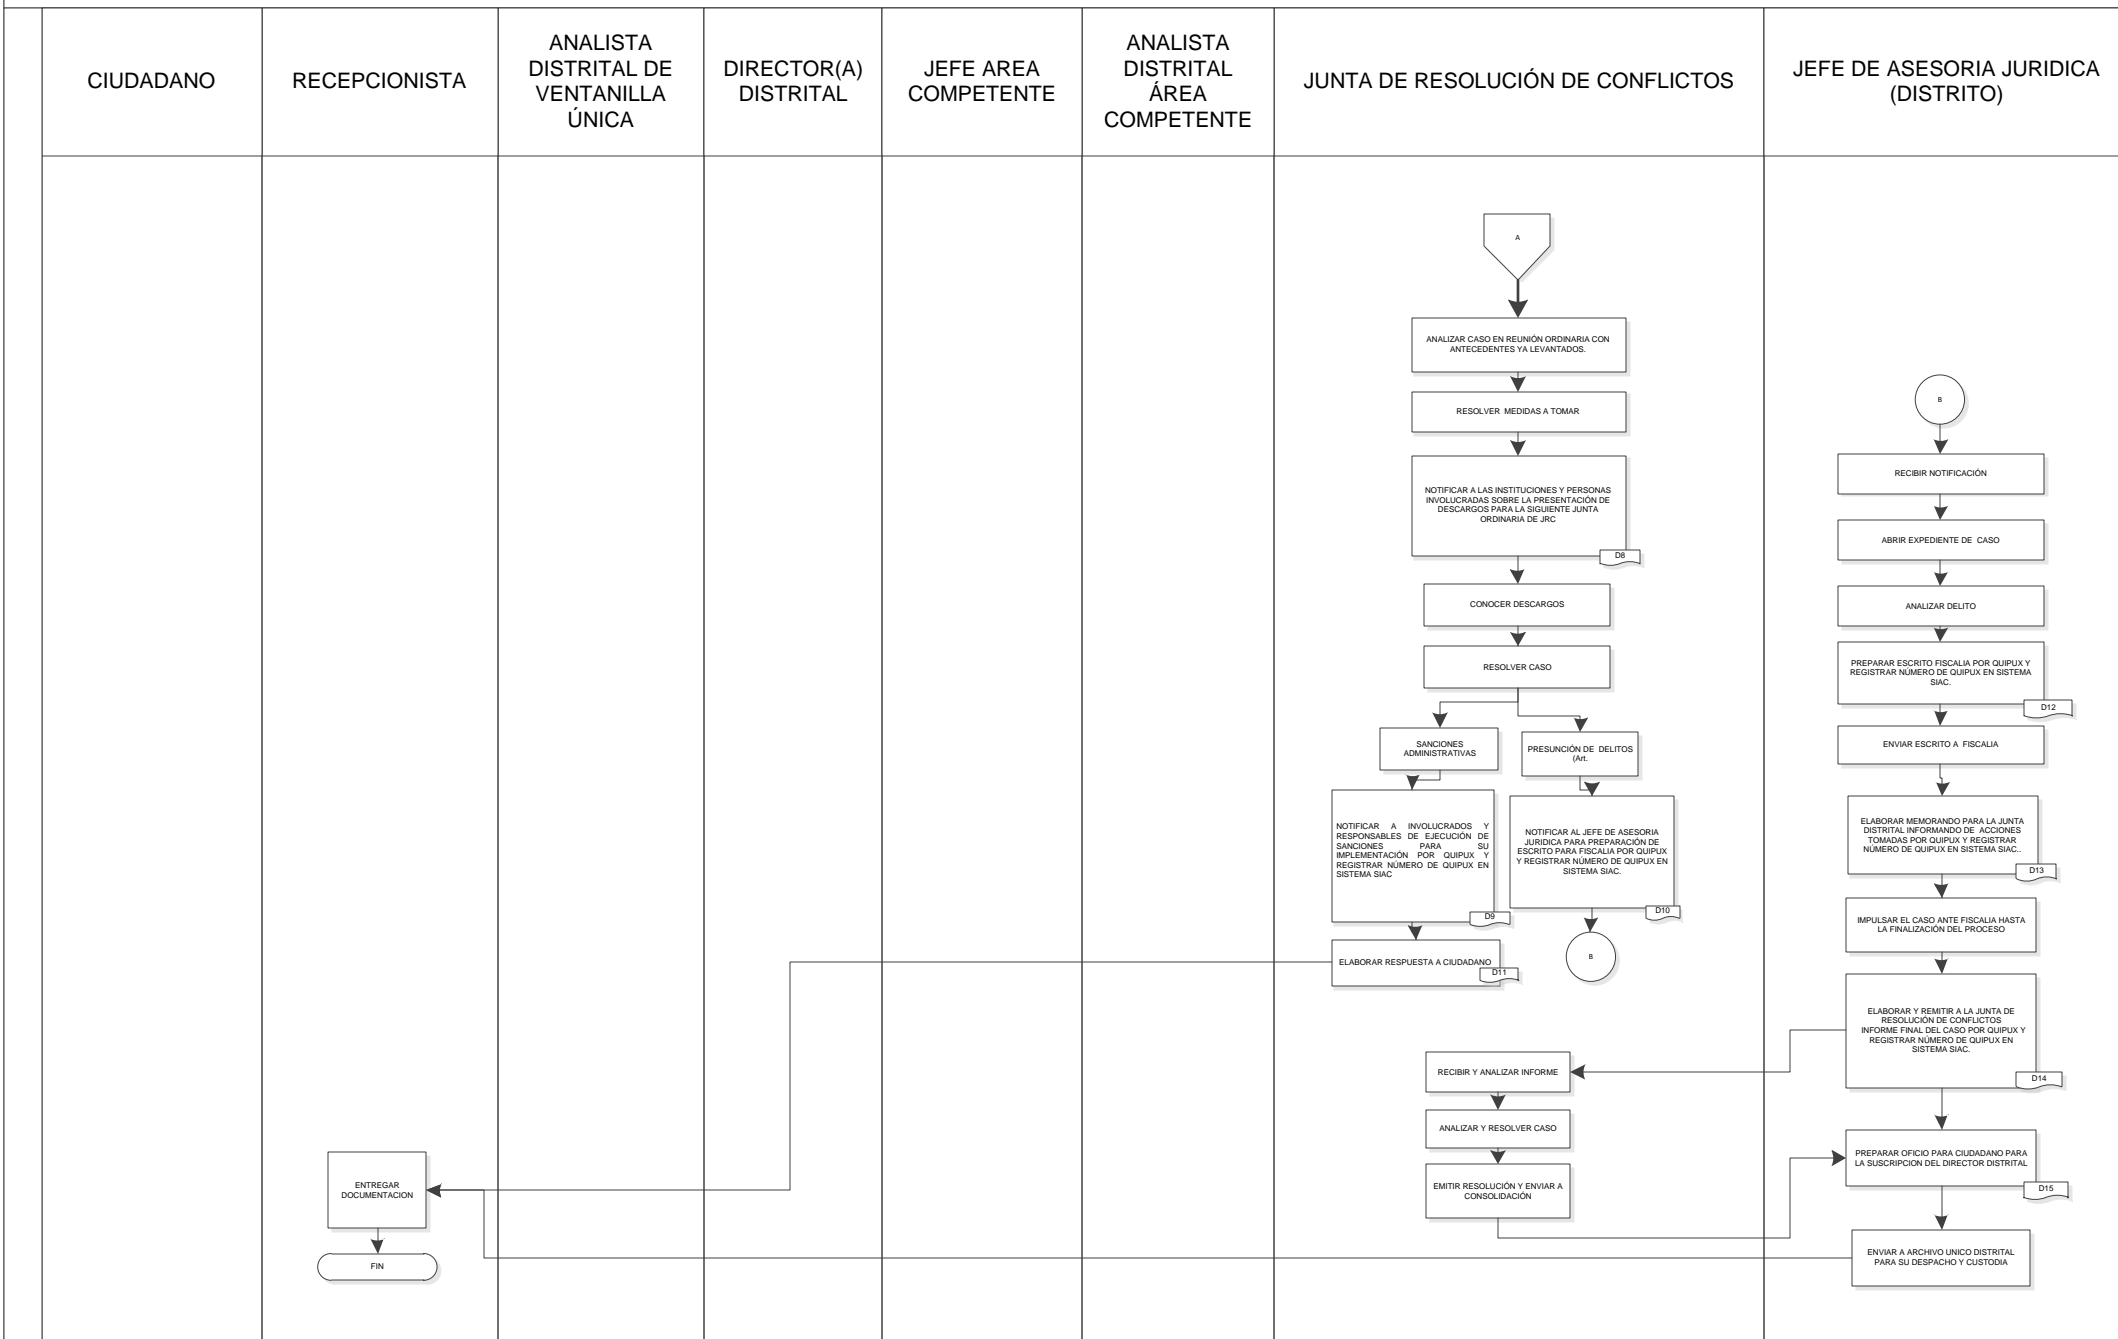 CIUDADANO
RECEPCIONISTA
ANALISTA
DISTRITAL DE
VENTANILLA
ÚNICA
DIRECTOR(A)
DISTRITAL
JEFE AREA
COMPETENTE
ANALISTA
DISTRITAL
ÁREA
COMPETENTE
JUNTA DE RESOLUCIÓN DE CONFLICTOS
JEFE DE ASESORIA JURIDICA
(DISTRITO)
A
ANALIZAR CASO EN REUNIÓN ORDINARIA CON
ANTECEDENTES YA LEVANTADOS.
RESOLVER MEDIDAS A TOMAR
NOTIFICAR A LAS INSTITUCIONES Y PERSONAS
INVOLUCRADAS SOBRE LA PRESENTACIÓN DE
DESCARGOS PARA LA SIGUIENTE JUNTA
ORDINARIA DE JRC
D8
CONOCER DESCARGOS
RESOLVER CASO
SANCIONES
ADMINISTRATIVAS
PRESUNCIÓN DE DELITOS
(Art.
NOTIFICAR A INVOLUCRADOS Y
RESPONSABLES DE EJECUCIÓN DE
SANCIONES PARA SU
IMPLEMENTACIÓN POR QUIPUX Y
REGISTRAR NÚMERO DE QUIPUX EN
SISTEMA SIAC
D9
NOTIFICAR AL JEFE DE ASESORIA
JURIDICA PARA PREPARACIÓN DE
ESCRITO PARA FISCALIA POR QUIPUX
Y REGISTRAR NÚMERO DE QUIPUX EN
SISTEMA SIAC.
D10
ELABORAR RESPUESTA A CIUDADANO
D11
B
RECIBIR Y ANALIZAR INFORME
ANALIZAR Y RESOLVER CASO
EMITIR RESOLUCIÓN Y ENVIAR A
CONSOLIDACIÓN
B
RECIBIR NOTIFICACIÓN
ABRIR EXPEDIENTE DE CASO
ANALIZAR DELITO
PREPARAR ESCRITO FISCALIA POR QUIPUX Y
REGISTRAR NÚMERO DE QUIPUX EN SISTEMA
SIAC.
D12
ENVIAR ESCRITO A FISCALIA
ELABORAR MEMORANDO PARA LA JUNTA
DISTRITAL INFORMANDO DE ACCIONES
TOMADAS POR QUIPUX Y REGISTRAR
NÚMERO DE QUIPUX EN SISTEMA SIAC..
D13
IMPULSAR EL CASO ANTE FISCALIA HASTA
LA FINALIZACIÓN DEL PROCESO
ELABORAR Y REMITIR A LA JUNTA DE
RESOLUCIÓN DE CONFLICTOS
INFORME FINAL DEL CASO POR QUIPUX Y
REGISTRAR NÚMERO DE QUIPUX EN
SISTEMA SIAC.
D14
PREPARAR OFICIO PARA CIUDADANO PARA
LA SUSCRIPCION DEL DIRECTOR DISTRITAL
D15
ENVIAR A ARCHIVO UNICO DISTRITAL
PARA SU DESPACHO Y CUSTODIA
ENTREGAR
DOCUMENTACION
FIN